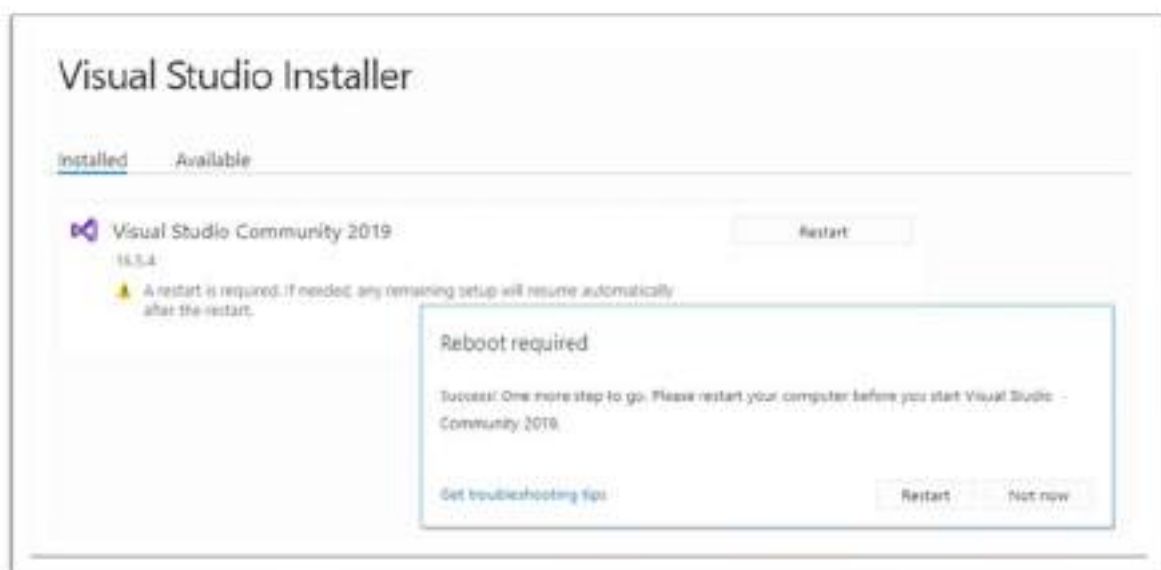 Visual Studio Installer
Installed Available
Visual Studio Community 2019 Restart
16.5.4
A restart is required. If needed, any remaining setup will resume automatically
after the restart.
Reboot required
Success! One more step to go. Please restart your computer before you start Visual Studio
Community 2019.
Get troubleshooting tips Restart Not now